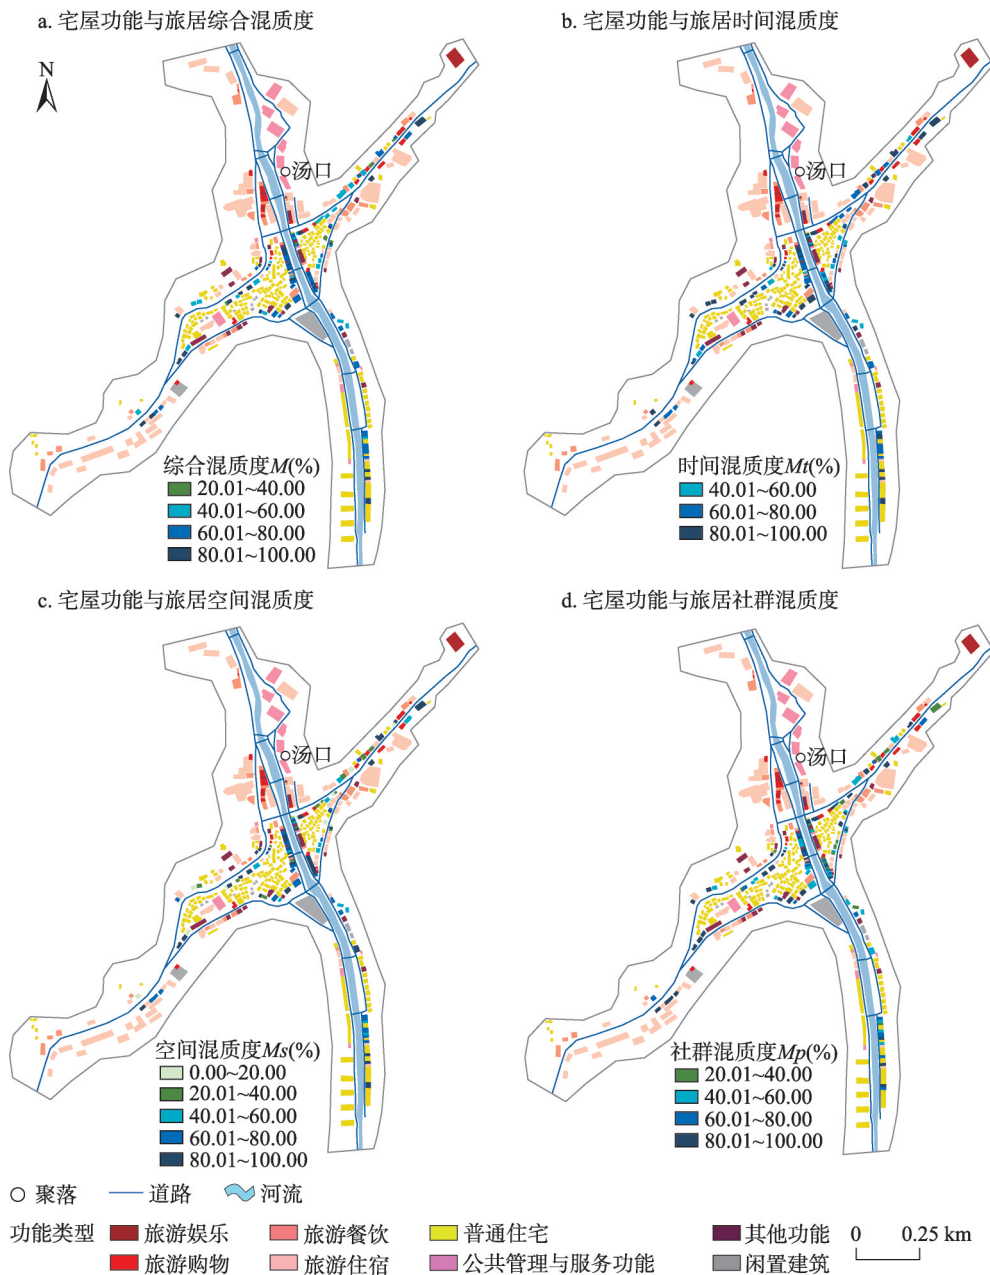 a. 宅屋功能与旅居综合混质度
b. 宅屋功能与旅居时间混质度
N
汤口
汤口
综合混质度M(%)
20.01~40.00
40.01~60.00
60.01~80.00
80.01~100.00
时间混质度Mt(%)
40.01~60.00
60.01~80.00
80.01~100.00
c. 宅屋功能与旅居空间混质度
d. 宅屋功能与旅居社群混质度
汤口
汤口
空间混质度Ms(%)
0.00~20.00
20.01~40.00
40.01~60.00
60.01~80.00
80.01~100.00
社群混质度Mp(%)
20.01~40.00
40.01~60.00
60.01~80.00
80.01~100.00
聚落 道路 河流
功能类型 旅游娱乐 旅游餐饮 普通住宅 其他功能 0 0.25 km
旅游购物 旅游住宿 公共管理与服务功能 闲置建筑